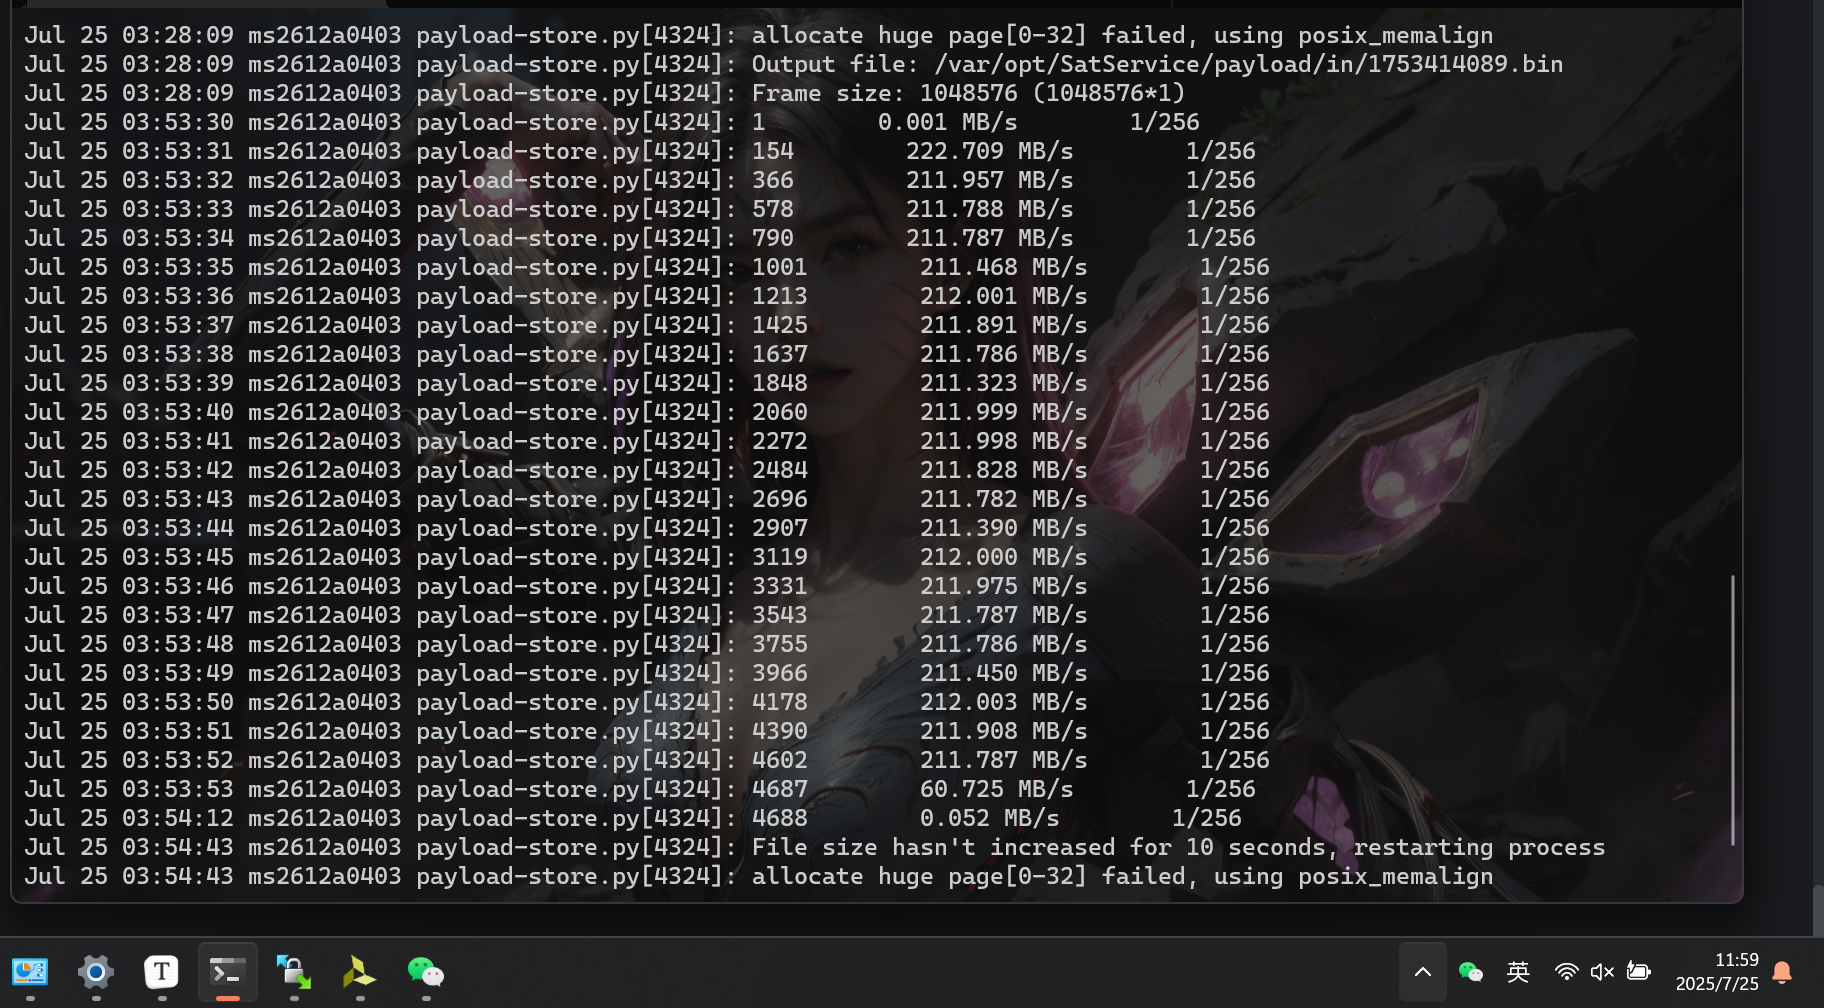 Jul 25 03:28:09 ms2612a0403 payload-store.py[4324]: allocate huge page[0-32] failed, using posix_memalign
Jul 25 03:28:09 ms2612a0403 payload-store.py[4324]: Output file: /var/opt/SatService/payload/in/1753414089.bin
Jul 25 03:28:09 ms2612a0403 payload-store.py[4324]: Frame size: 1048576 (1048576*1)
Jul 25 03:53:30 ms2612a0403 payload-store.py[4324]: 1        0.001 MB/s        1/256
Jul 25 03:53:31 ms2612a0403 payload-store.py[4324]: 154        222.709 MB/s        1/256
Jul 25 03:53:32 ms2612a0403 payload-store.py[4324]: 366        211.957 MB/s        1/256
Jul 25 03:53:33 ms2612a0403 payload-store.py[4324]: 578        211.788 MB/s        1/256
Jul 25 03:53:34 ms2612a0403 payload-store.py[4324]: 790        211.787 MB/s        1/256
Jul 25 03:53:35 ms2612a0403 payload-store.py[4324]: 1001        211.468 MB/s        1/256
Jul 25 03:53:36 ms2612a0403 payload-store.py[4324]: 1213        212.001 MB/s        1/256
Jul 25 03:53:37 ms2612a0403 payload-store.py[4324]: 1425        211.891 MB/s        1/256
Jul 25 03:53:38 ms2612a0403 payload-store.py[4324]: 1637        211.786 MB/s        1/256
Jul 25 03:53:39 ms2612a0403 payload-store.py[4324]: 1848        211.323 MB/s        1/256
Jul 25 03:53:40 ms2612a0403 payload-store.py[4324]: 2060        211.999 MB/s        1/256
Jul 25 03:53:41 ms2612a0403 payload-store.py[4324]: 2272        211.998 MB/s        1/256
Jul 25 03:53:42 ms2612a0403 payload-store.py[4324]: 2484        211.828 MB/s        1/256
Jul 25 03:53:43 ms2612a0403 payload-store.py[4324]: 2696        211.782 MB/s        1/256
Jul 25 03:53:44 ms2612a0403 payload-store.py[4324]: 2907        211.390 MB/s        1/256
Jul 25 03:53:45 ms2612a0403 payload-store.py[4324]: 3119        212.000 MB/s        1/256
Jul 25 03:53:46 ms2612a0403 payload-store.py[4324]: 3331        211.975 MB/s        1/256
Jul 25 03:53:47 ms2612a0403 payload-store.py[4324]: 3543        211.787 MB/s        1/256
Jul 25 03:53:48 ms2612a0403 payload-store.py[4324]: 3755        211.786 MB/s        1/256
Jul 25 03:53:49 ms2612a0403 payload-store.py[4324]: 3966        211.450 MB/s        1/256
Jul 25 03:53:50 ms2612a0403 payload-store.py[4324]: 4178        212.003 MB/s        1/256
Jul 25 03:53:51 ms2612a0403 payload-store.py[4324]: 4390        211.908 MB/s        1/256
Jul 25 03:53:52 ms2612a0403 payload-store.py[4324]: 4602        211.787 MB/s        1/256
Jul 25 03:53:53 ms2612a0403 payload-store.py[4324]: 4687        60.725 MB/s        1/256
Jul 25 03:54:12 ms2612a0403 payload-store.py[4324]: 4688        0.052 MB/s        1/256
Jul 25 03:54:43 ms2612a0403 payload-store.py[4324]: File size hasn't increased for 10 seconds, restarting process
Jul 25 03:54:43 ms2612a0403 payload-store.py[4324]: allocate huge page[0-32] failed, using posix_memalign
T
英
11:59
2025/7/25